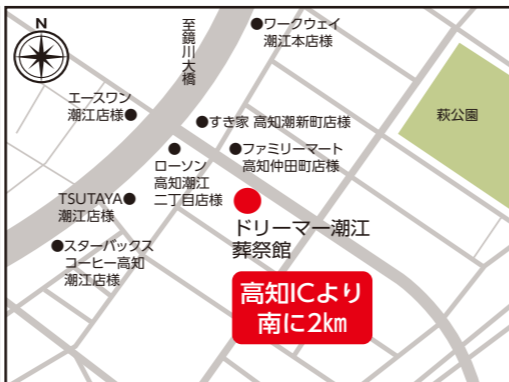 N
至鏡川大橋
●ワークウェイ
潮江本店様
エースワン
潮江店様●
●すき家 高知潮新町店様
萩公園
●ファミリーマート
高知仲田町店様
●
ローソン
高知潮江
二丁目店様
TSUTAYA●
潮江店様
●スターバックス
コーヒー高知
潮江店様
ドリーマー潮江
葬祭館
高知ICより
南に2km